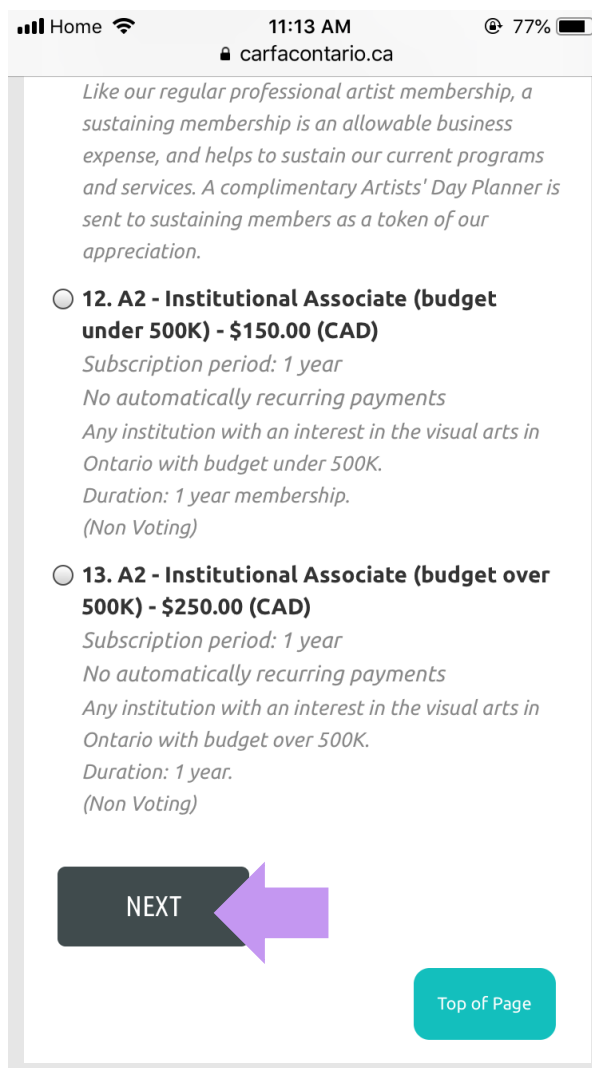 Home 11:13 AM 77%
carfacontario.ca
Like our regular professional artist membership, a
sustaining membership is an allowable business
expense, and helps to sustain our current programs
and services. A complimentary Artists' Day Planner is
sent to sustaining members as a token of our
appreciation.
12. A2 - Institutional Associate (budget
under 500K) - $150.00 (CAD)
Subscription period: 1 year
No automatically recurring payments
Any institution with an interest in the visual arts in
Ontario with budget under 500K.
Duration: 1 year membership.
(Non Voting)
13. A2 - Institutional Associate (budget over
500K) - $250.00 (CAD)
Subscription period: 1 year
No automatically recurring payments
Any institution with an interest in the visual arts in
Ontario with budget over 500K.
Duration: 1 year.
(Non Voting)
NEXT
Top of Page